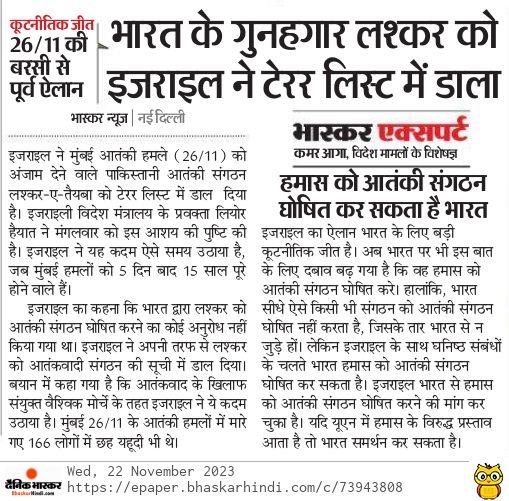 कूटनीतिक जीत
26/11 की
बरसी से
पूर्व ऐलान
भारत के गुनहगार लश्कर को
इजराइल ने टेरर लिस्ट में डाला
भास्कर न्यूज | नई दिल्ली
इजराइल ने मुंबई आतंकी हमले (26/11) को
अंजाम देने वाले पाकिस्तानी आतंकी संगठन
लश्कर-ए-तैयबा को टेरर लिस्ट में डाल दिया
है। इजराइली विदेश मंत्रालय के प्रवक्ता लियोर
हैयात ने मंगलवार को इस आशय की पुष्टि की
है। इजराइल ने यह कदम ऐसे समय उठाया है,
जब मुंबई हमलों को 5 दिन बाद 15 साल पूरे
होने वाले हैं।
इजराइल का कहना कि भारत द्वारा लश्कर को
आतंकी संगठन घोषित करने का कोई अनुरोध नहीं
किया गया था। इजराइल ने अपनी तरफ से लश्कर
को आतंकवादी संगठन की सूची में डाल दिया।
बयान में कहा गया है कि आतंकवाद के खिलाफ
संयुक्त वैश्विक मोर्चे के तहत इजराइल ने ये कदम
उठाया है। मुंबई 26/11 के आतंकी हमलों में मारे
गए 166 लोगों में छह यहूदी भी थे।
भास्कर एक्सपर्ट
कमर आगा, विदेश मामलों के विशेषज्ञ
हमास को आतंकी संगठन
घोषित कर सकता है भारत
इजराइल का ऐलान भारत के लिए बड़ी
कूटनीतिक जीत है। अब भारत पर भी इस बात
के लिए दबाव बढ़ गया है कि वह हमास को
आतंकी संगठन घोषित करे। हालांकि, भारत
सीधे ऐसे किसी भी संगठन को आतंकी संगठन
घोषित नहीं करता है, जिसके तार भारत से न
जुड़े हों। लेकिन इजराइल के साथ घनिष्ठ संबंधों
के चलते भारत हमास को आतंकी संगठन
घोषित कर सकता है। इजराइल भारत से हमास
को आतंकी संगठन घोषित करने की मांग कर
चुका है। यदि यूएन में हमास के विरुद्ध प्रस्ताव
आता है तो भारत समर्थन कर सकता है।
दैनिक भास्कर
BhaskarHindi.com
Wed, 22 November 2023
https://epaper.bhaskarhindi.com/c/73943808